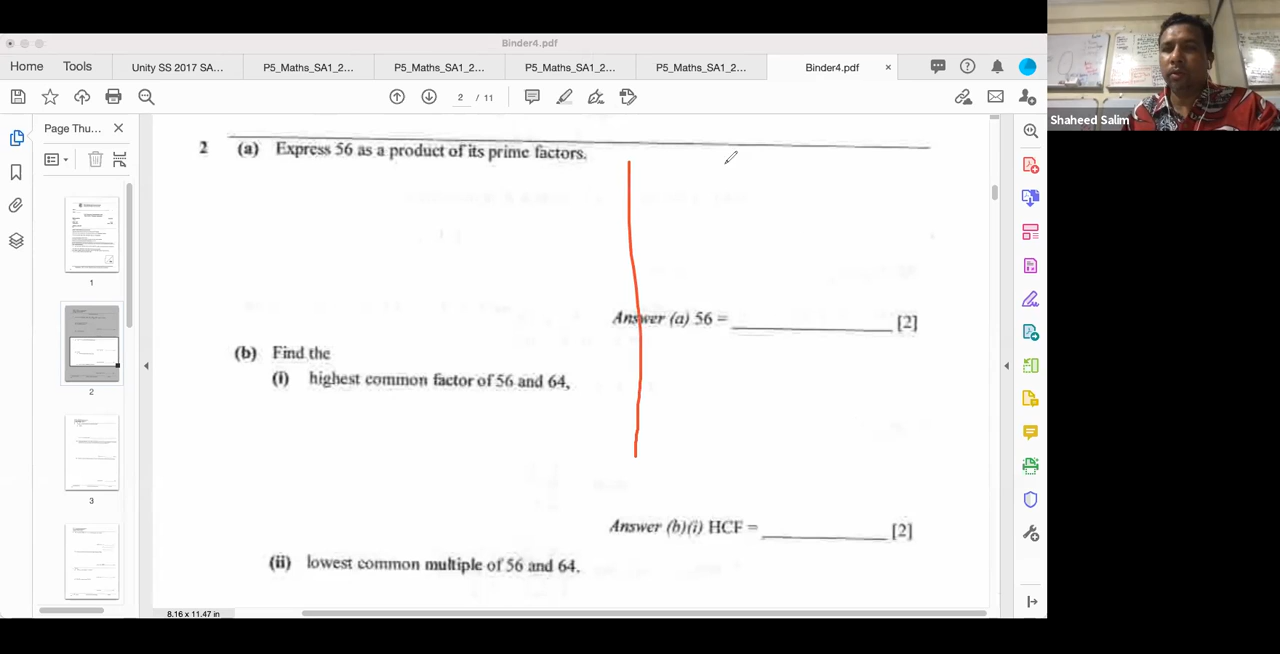 Binder4.pdf
Home Tools Unity SS 2017 SA... P5_Maths_SA1_2... P5_Maths_SA1_2... P5_Maths_SA1_2... P5_Maths_SA1_2... Binder4.pdf ×
2 / 11
Page Thu...
1
2
3
2 (a) Express 56 as a product of its prime factors.
Answer (a) 56 = ____________ [2]
(b) Find the
(i) highest common factor of 56 and 64,
Answer (b)(i) HCF = ____________ [2]
(ii) lowest common multiple of 56 and 64.
8.16 x 11.47 in
Shaheed Salim